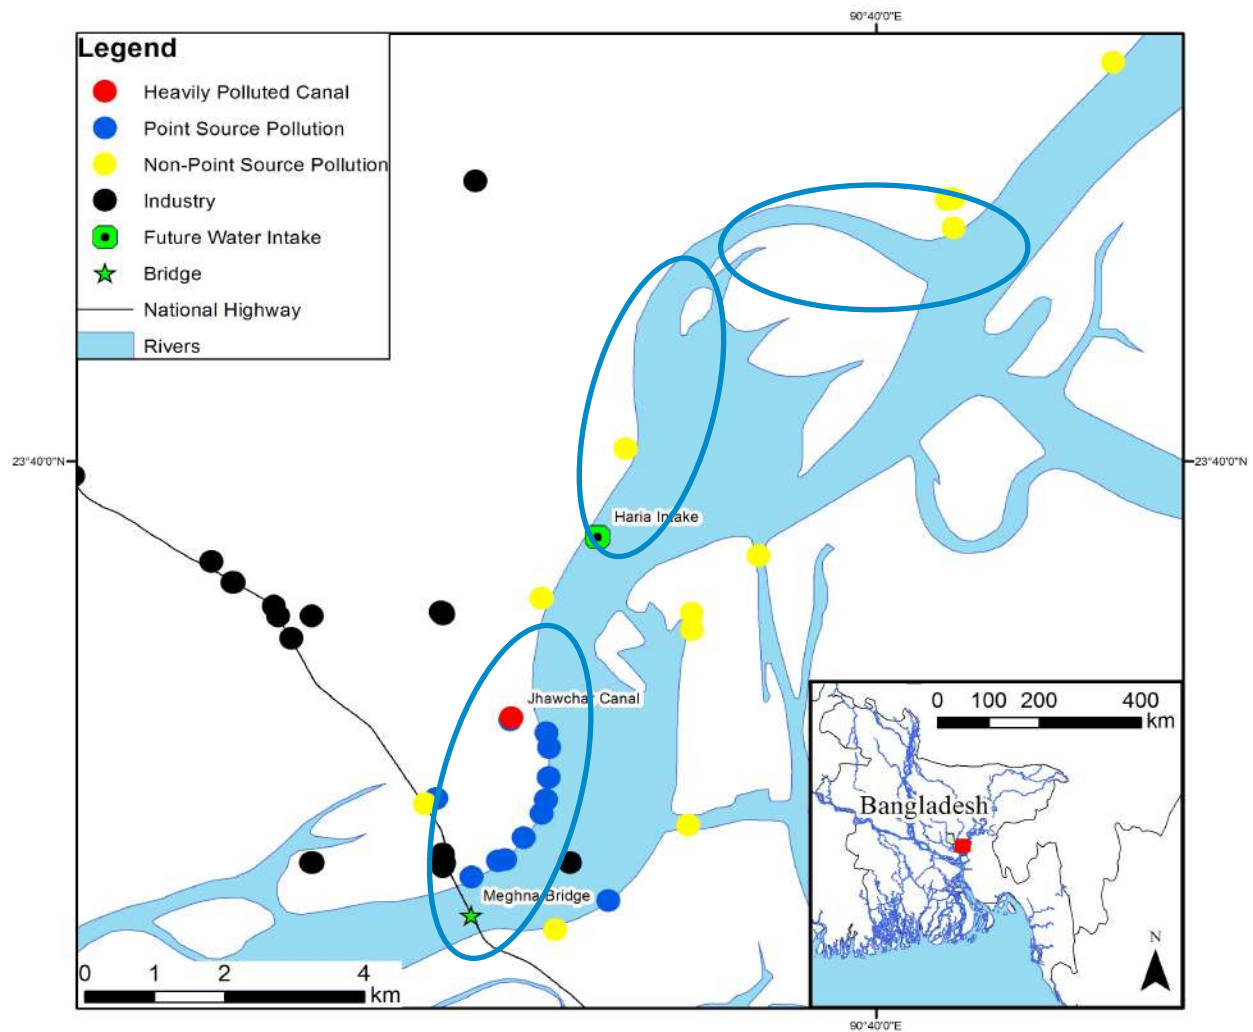 90°40'0"E
Legend
Heavily Polluted Canal
Point Source Pollution
Non-Point Source Pollution
Industry
Future Water Intake
Bridge
National Highway
Rivers
23°40'0"N
23°40'0"N
Haria Intake
Jhawchar Canal
Meghna Bridge
0 100 200 400
km
Bangladesh
N
0 1 2 4
km
90°40'0"E